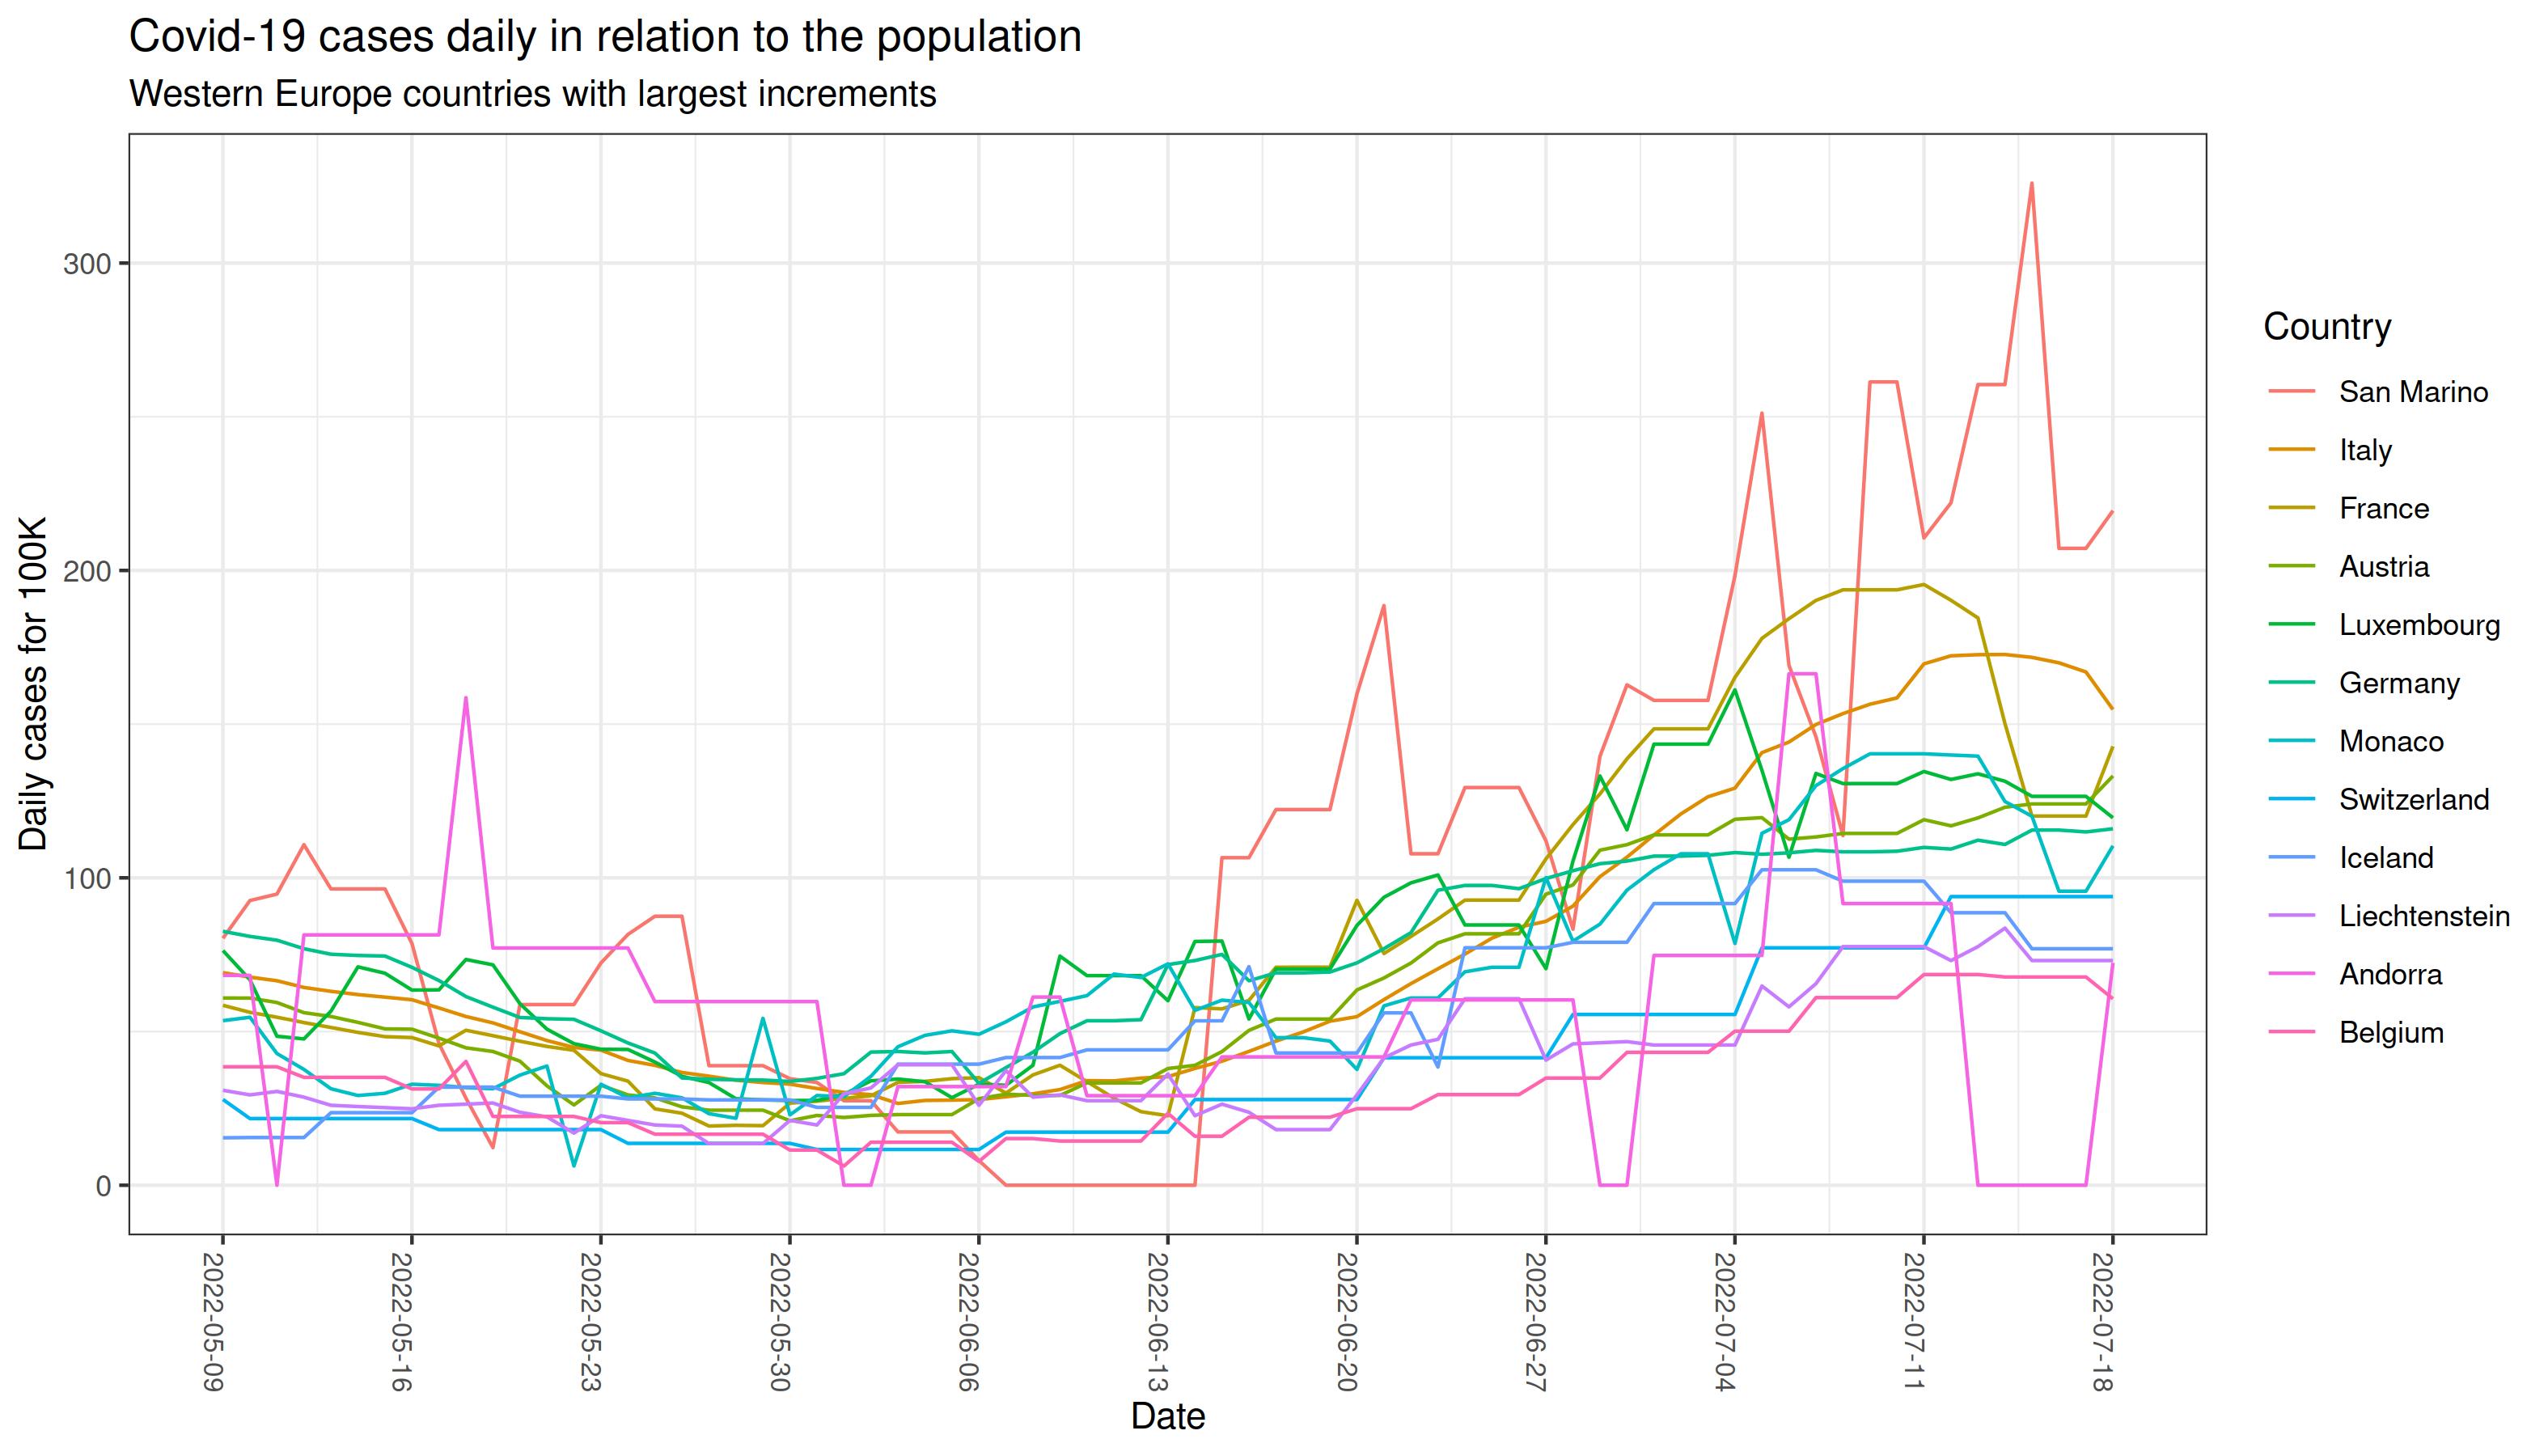 Covid-19 cases daily in relation to the population
Western Europe countries with largest increments
Daily cases for 100K
300
200
100
0
2022-05-09
2022-05-16
2022-05-23
2022-05-30
2022-06-06
2022-06-13
2022-06-20
2022-06-27
2022-07-04
2022-07-11
2022-07-18
Date
Country
San Marino
Italy
France
Austria
Luxembourg
Germany
Monaco
Switzerland
Iceland
Liechtenstein
Andorra
Belgium